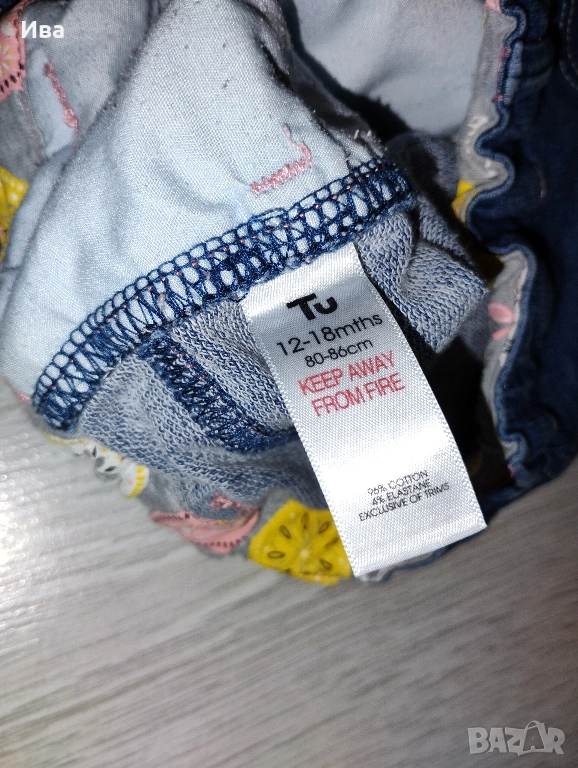 Ива
Tu
12-18mths
80-86cm
KEEP AWAY
FROM FIRE
96% COTTON
4% ELASTANE
EXCLUSIVE OF TRIMS
BAZAR